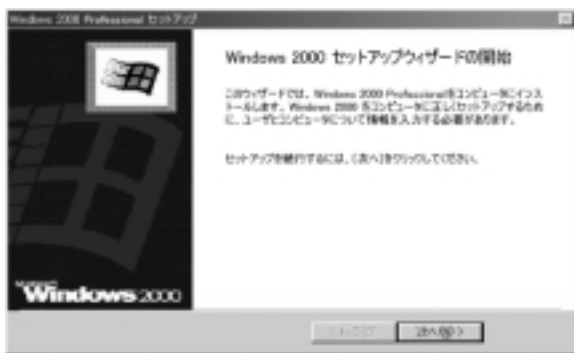 Windows 2000 Professional セットアップ
Windows 2000 セットアップウィザードの開始
このウィザードでは、Windows 2000 Professionalをコンピュータにインス
トールします。Windows 2000 をコンピュータに正しくセットアップするため
に、ユーザとコンピュータについて情報を入力する必要があります。
セットアップを続行するには、[次へ]をクリックしてください。
Microsoft
Windows 2000
< 戻る(B) 次へ(N) >